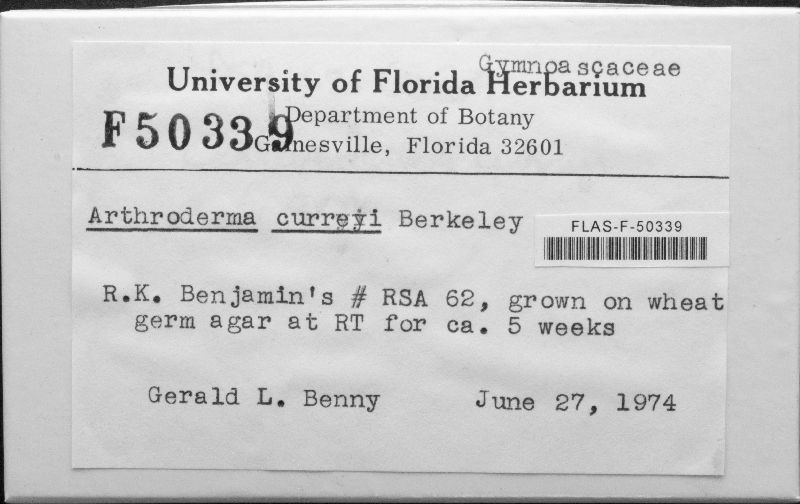 Gymnoascaceae
University of Florida Herbarium
F50339
Department of Botany
Gainesville, Florida 32601
Arthroderma curreyi Berkeley
FLAS-F-50339
R.K. Benjamin's # RSA 62, grown on wheat
germ agar at RT for ca. 5 weeks
Gerald L. Benny June 27, 1974